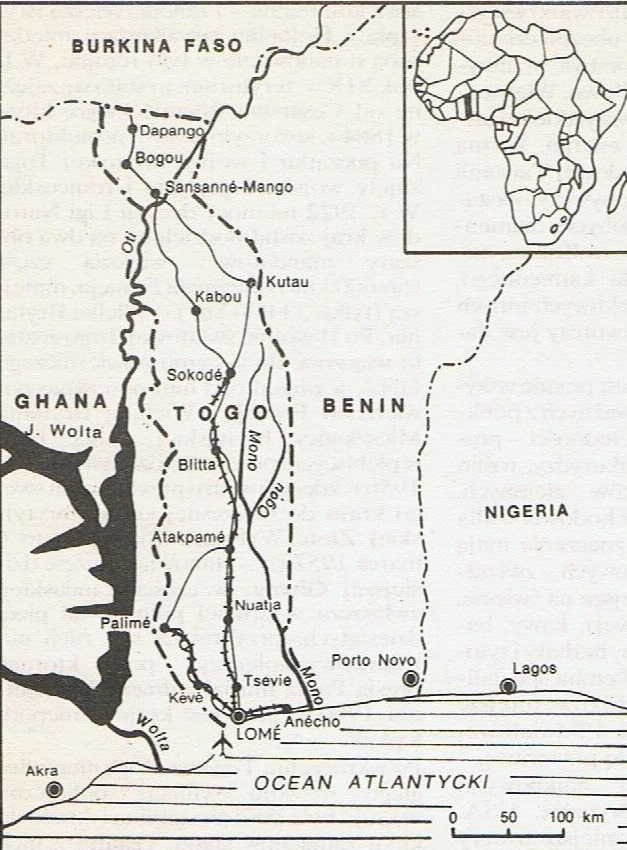 BURKINA FASO
Dapango
Bogou
Sansanné-Mango
Oti
Kutau
Kabou
Sokodé
GHANA
TOGO
BENIN
J. Wolta
Mono
Blitta
Ogou
NIGERIA
Atakpamé
Nuatja
Palimé
Porto Novo
Lagos
Tsevié
Mono
Kévé
Anécho
LOMÉ
Wolta
Akra
OCEAN ATLANTYCKI
0 50 100 km